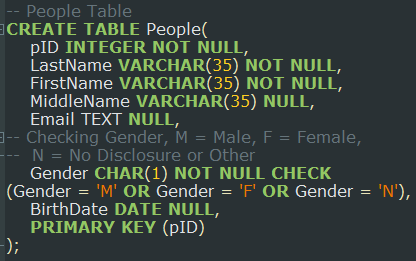 -- People Table
CREATE TABLE People(
pID INTEGER NOT NULL,
LastName VARCHAR(35) NOT NULL,
FirstName VARCHAR(35) NOT NULL,
MiddleName VARCHAR(35) NULL,
Email TEXT NULL,
-- Checking Gender, M = Male, F = Female,
-- N = No Disclosure or Other
Gender CHAR(1) NOT NULL CHECK
(Gender = 'M' OR Gender = 'F' OR Gender = 'N'),
BirthDate DATE NULL,
PRIMARY KEY (pID)
);